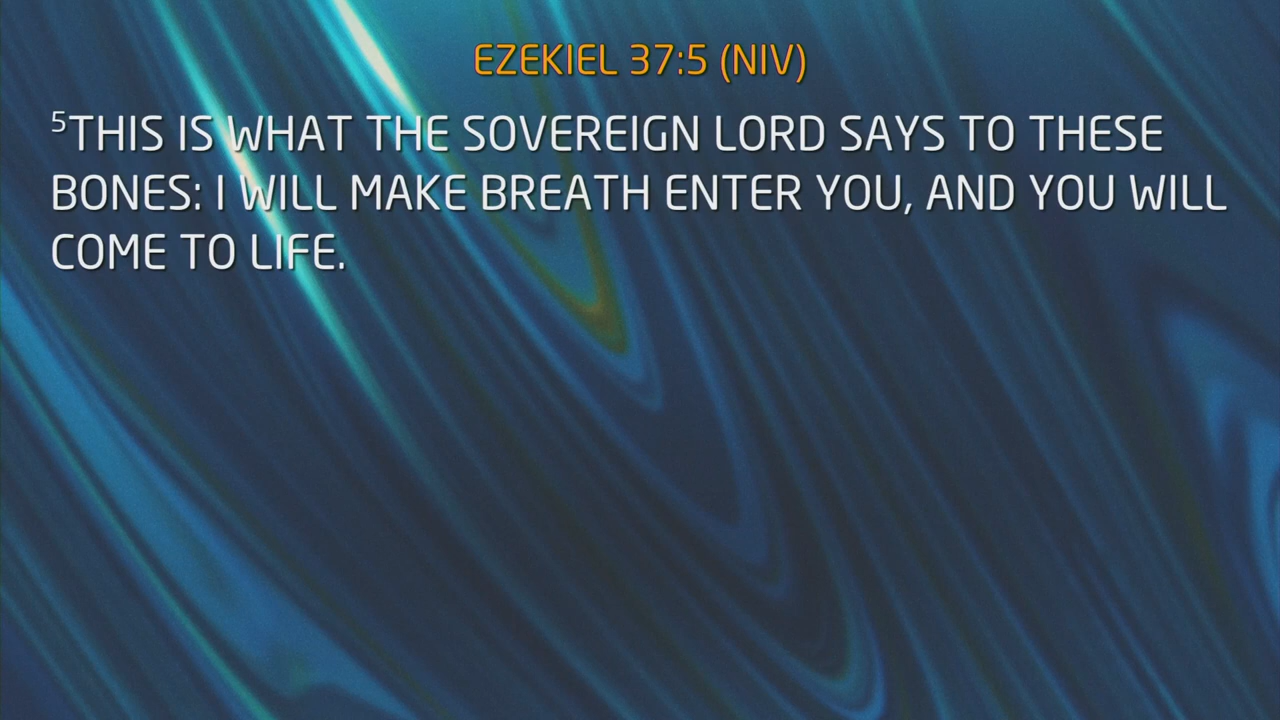 EZEKIEL 37:5 (NIV)
⁵THIS IS WHAT THE SOVEREIGN LORD SAYS TO THESE
BONES: I WILL MAKE BREATH ENTER YOU, AND YOU WILL
COME TO LIFE.